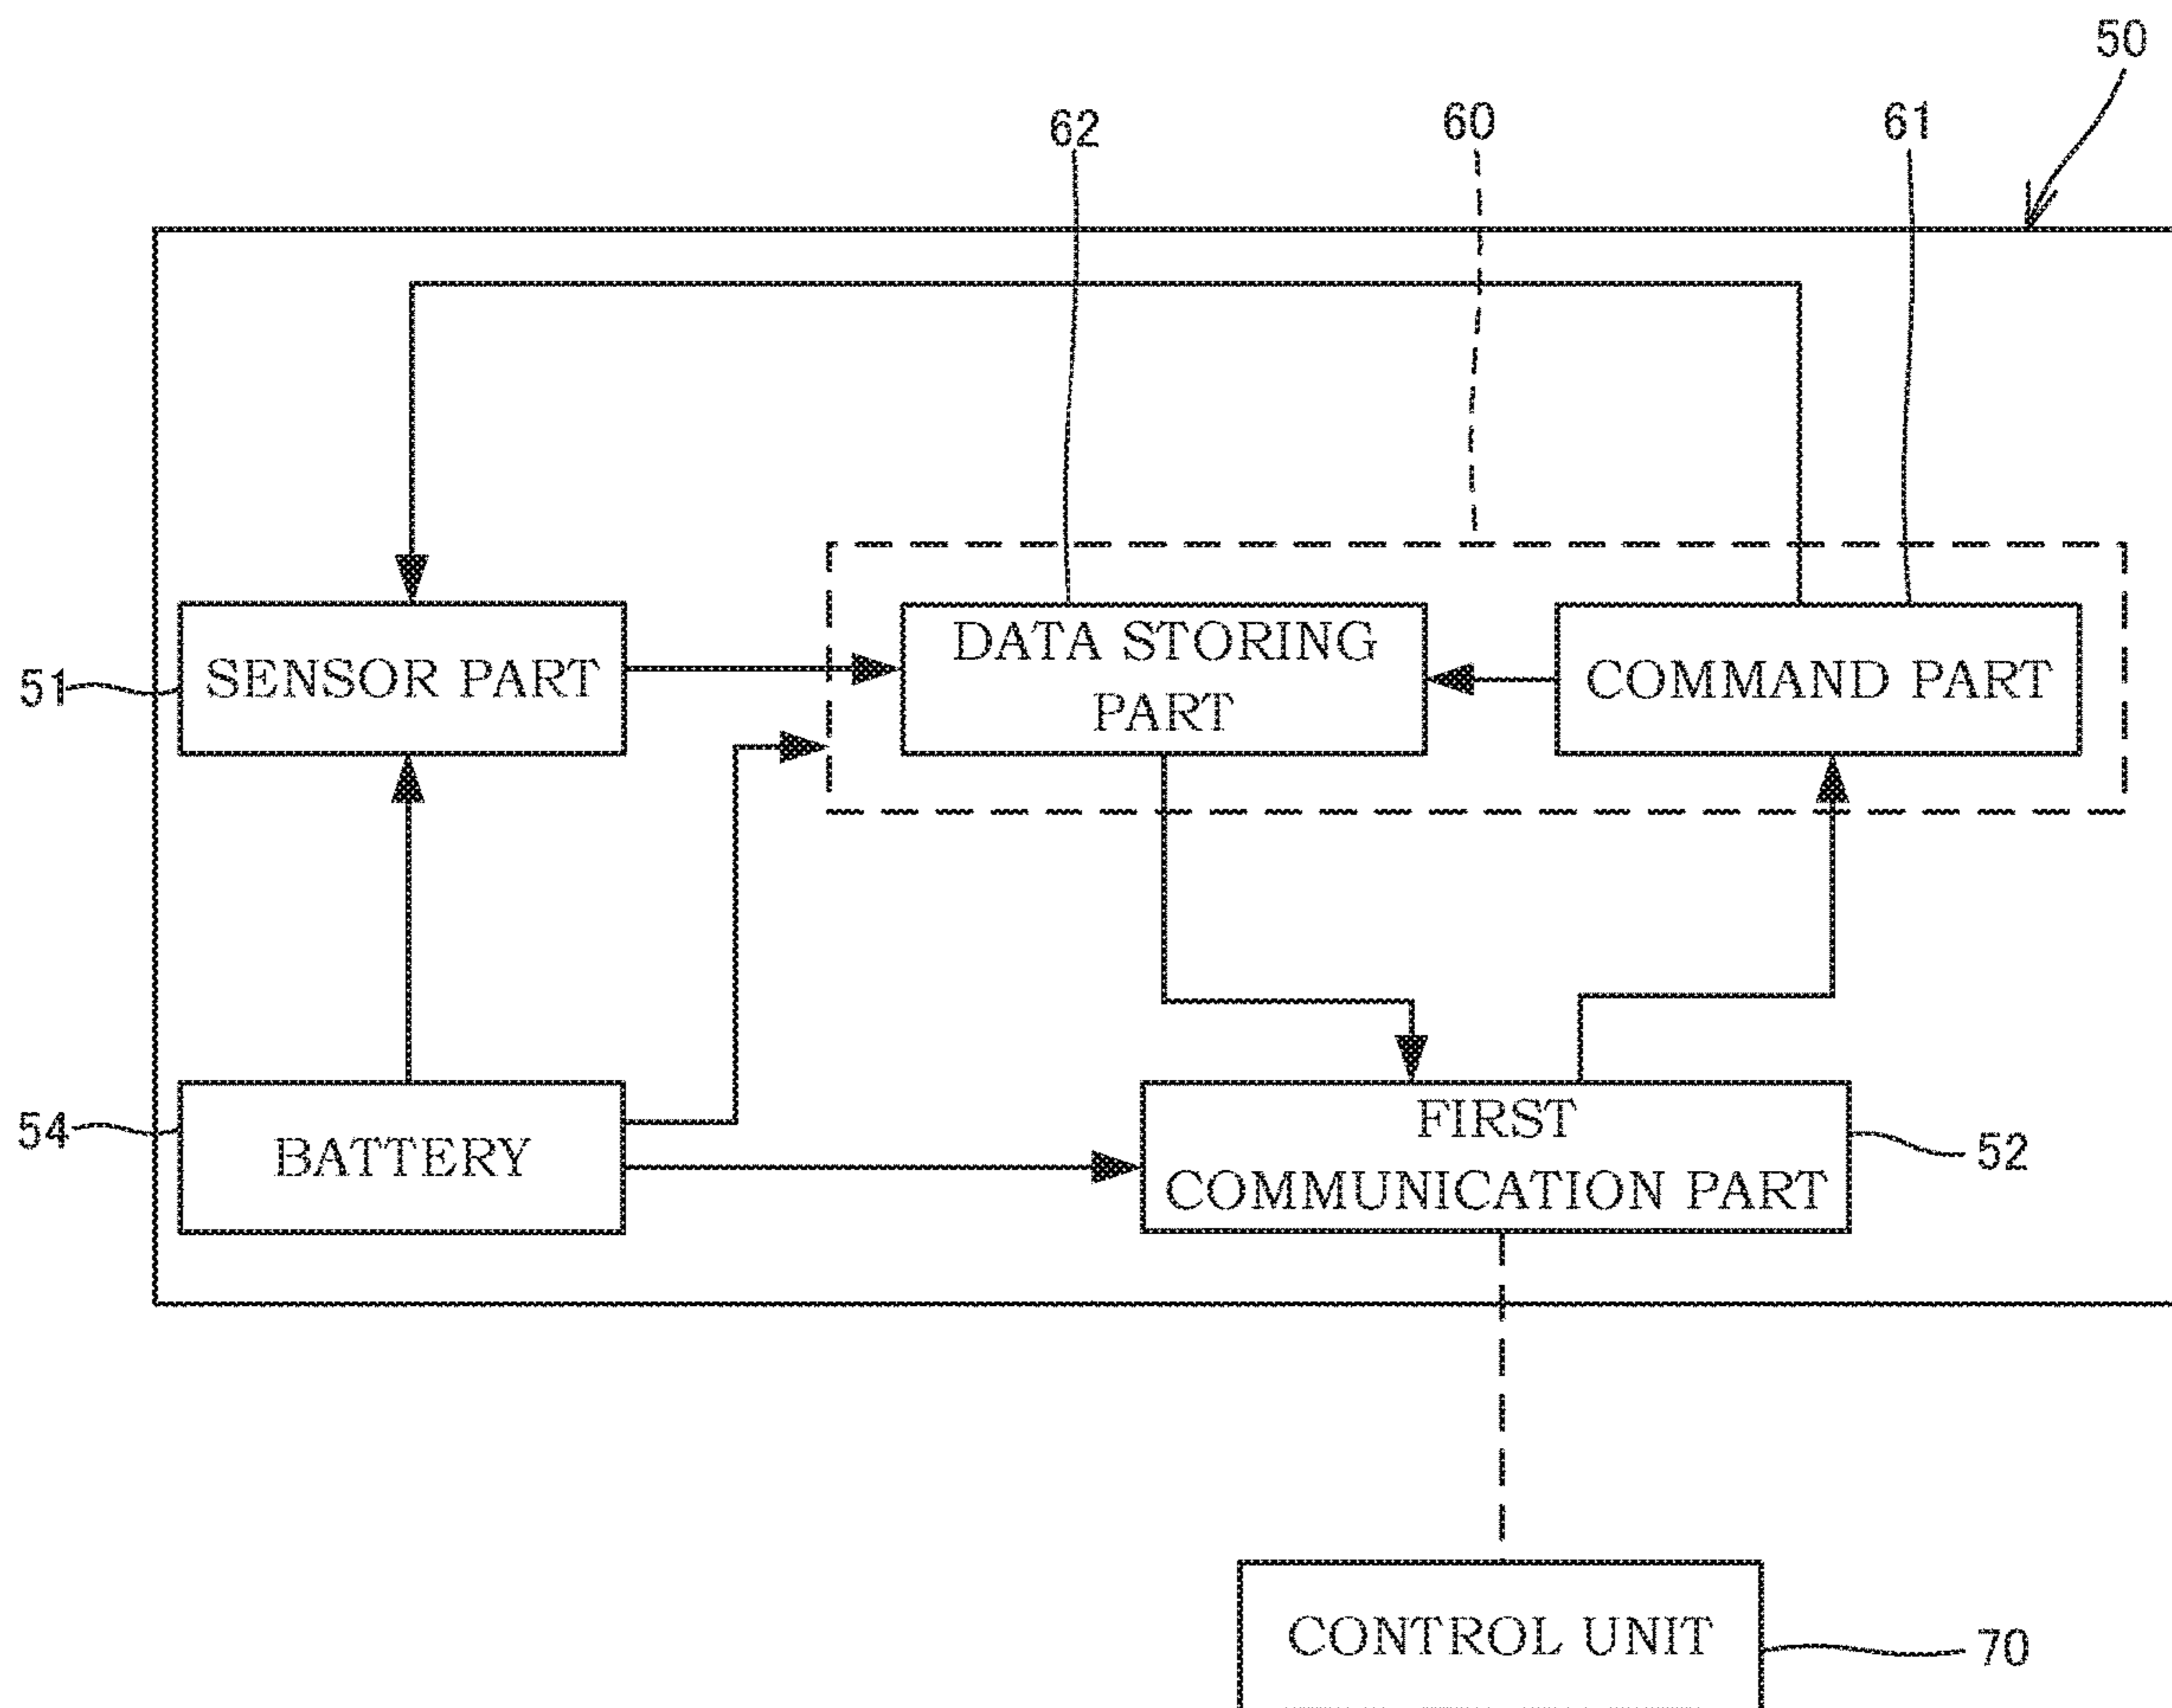 50
62
60
61
51
SENSOR PART
DATA STORING
PART
COMMAND PART
54
BATTERY
FIRST
COMMUNICATION PART
52
CONTROL UNIT
70